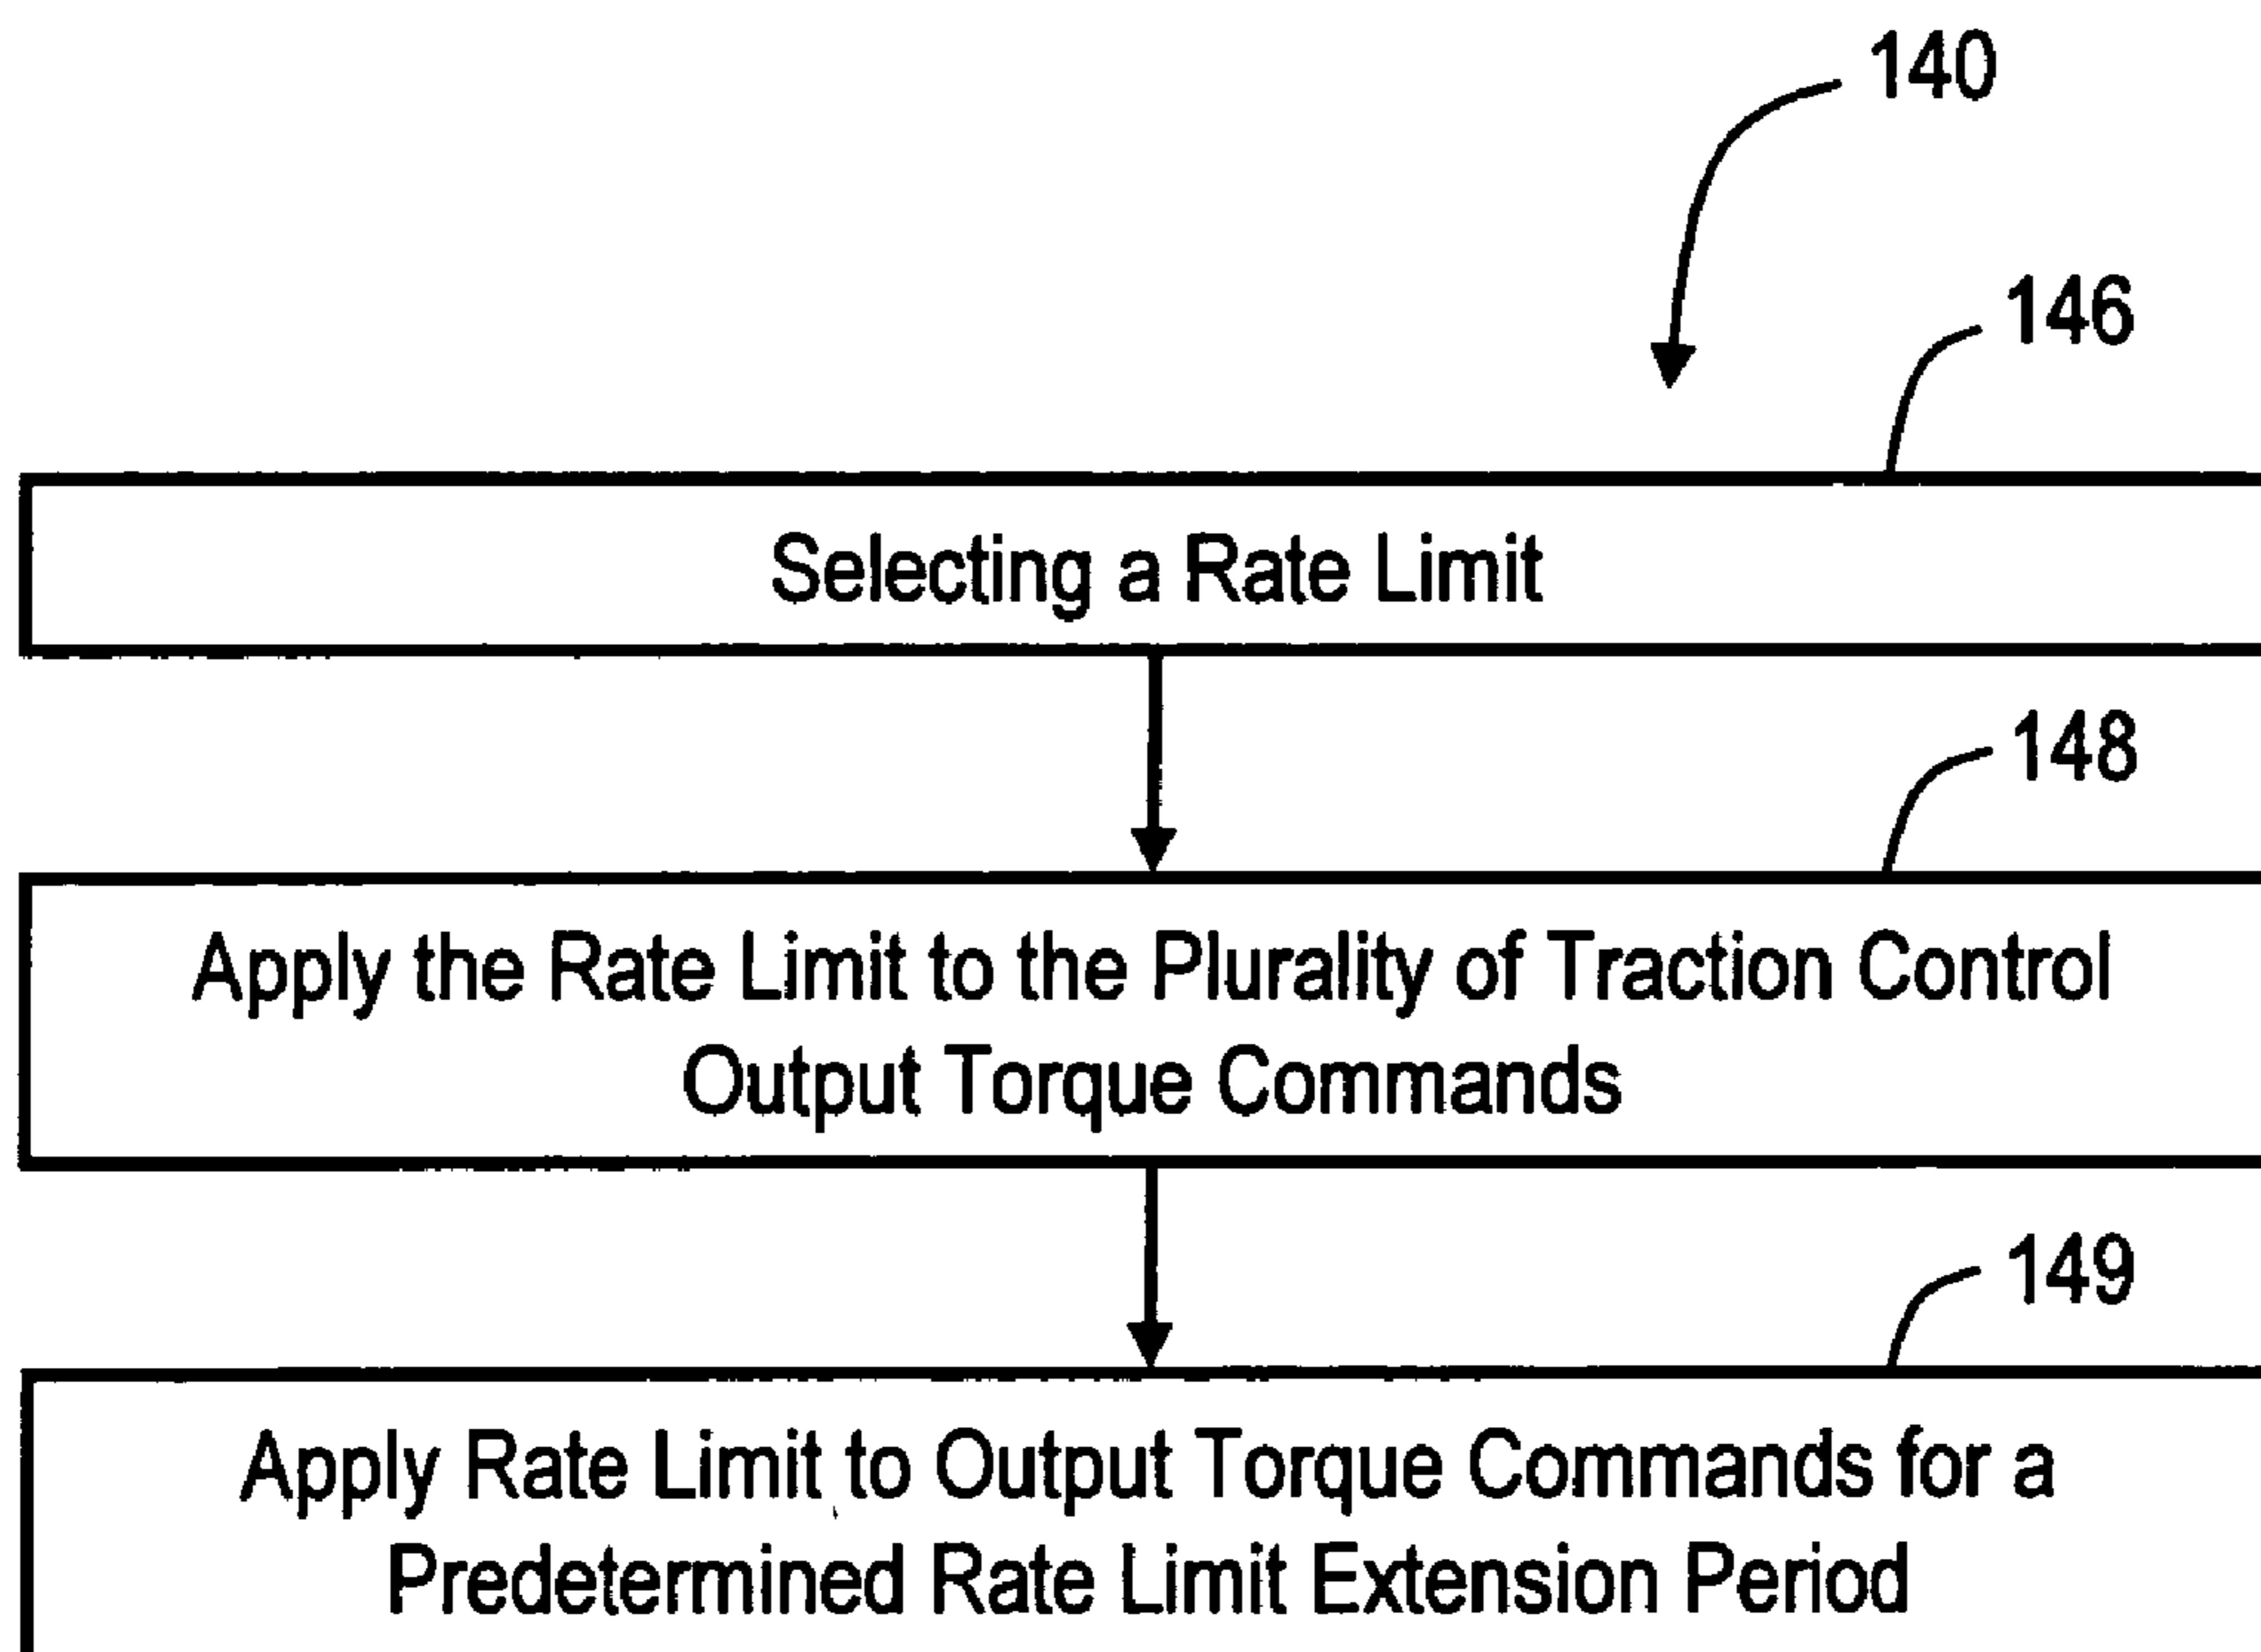 140
146
Selecting a Rate Limit
148
Apply the Rate Limit to the Plurality of Traction Control
Output Torque Commands
149
Apply Rate Limit to Output Torque Commands for a
Predetermined Rate Limit Extension Period